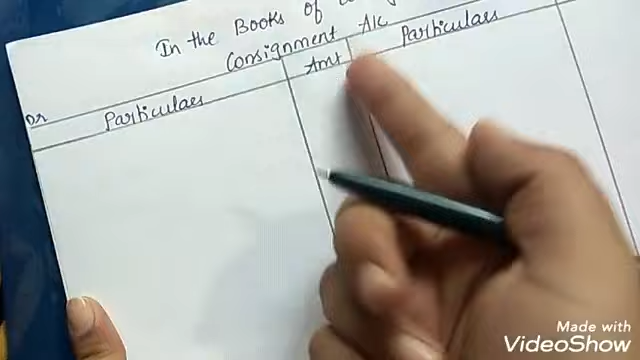 In the Books of
Consignment A/c
Dr
Particulars Amt Particulars
Made with
VideoShow